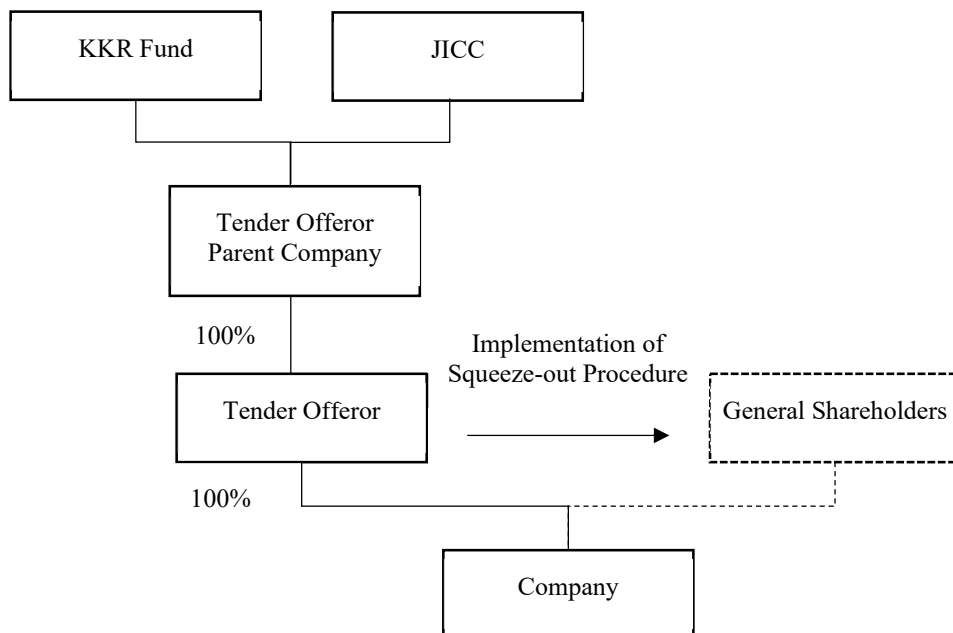 KKR Fund
JICC
Tender Offeror
Parent Company
100%
Implementation of
Squeeze-out Procedure
Tender Offeror
General Shareholders
100%
Company